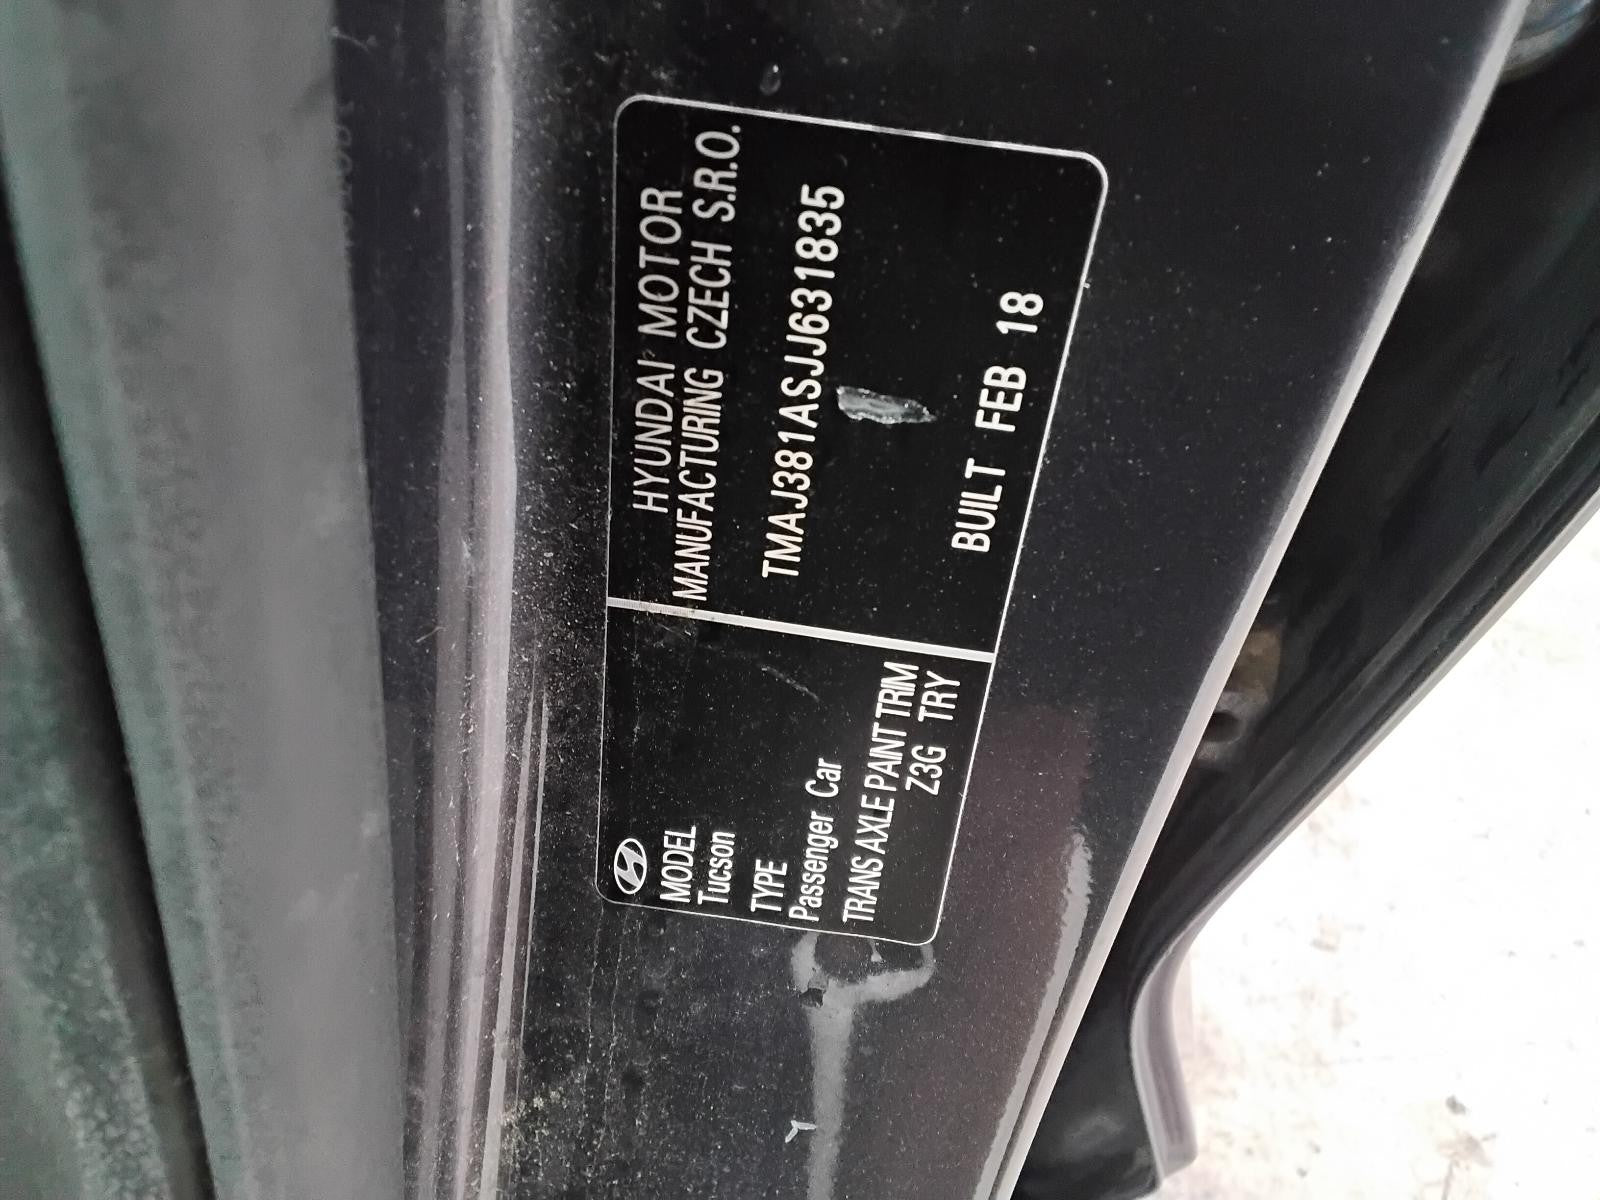 MODEL
Tucson
TYPE
Passenger Car
TRANS AXLE PAINT TRIM
Z3G TRY
HYUNDAI MOTOR
MANUFACTURING CZECH S.R.O.
TMAJ381ASJJ631835
BUILT FEB 18